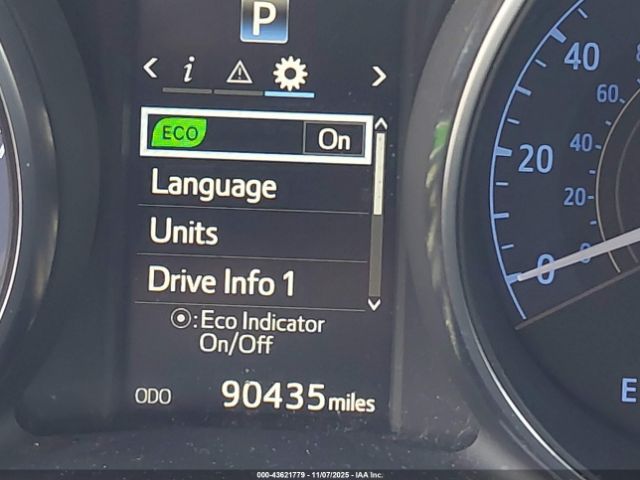 P
i
ECO On
Language
Units
Drive Info 1
:Eco Indicator
On/Off
ODO 90435 miles
40
60
20
40
20
0
0
E
000-43621779 - 11/07/2025 - IAA Inc.